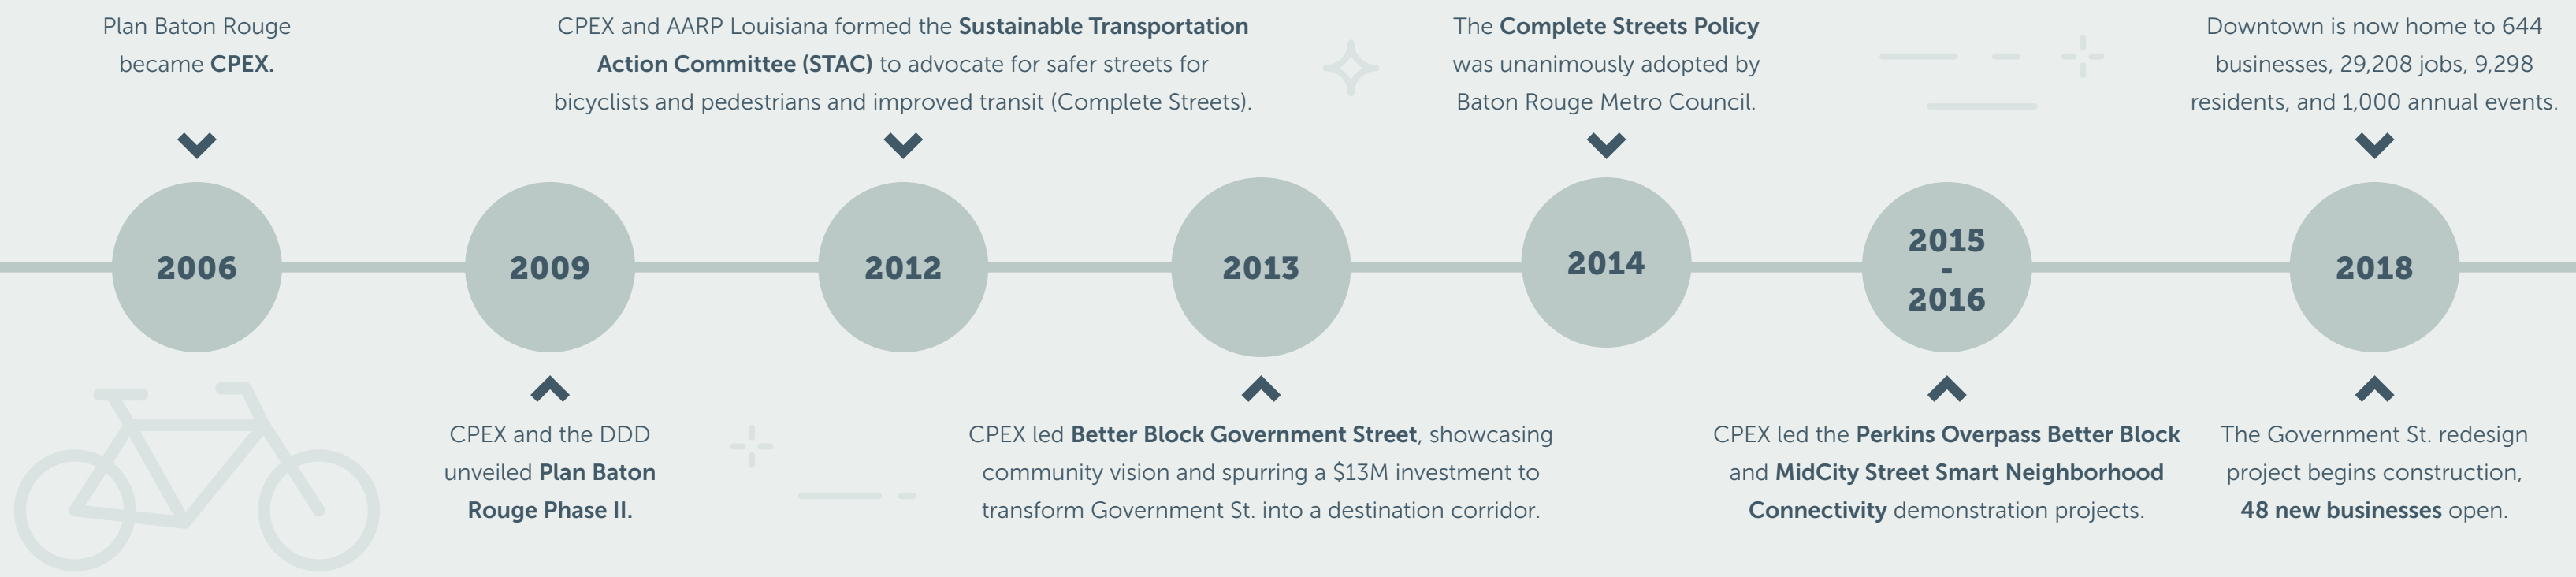 Plan Baton Rouge
became CPEX.
CPEX and AARP Louisiana formed the Sustainable Transportation
Action Committee (STAC) to advocate for safer streets for
bicyclists and pedestrians and improved transit (Complete Streets).
The Complete Streets Policy
was unanimously adopted by
Baton Rouge Metro Council.
Downtown is now home to 644
businesses, 29,208 jobs, 9,298
residents, and 1,000 annual events.
2006
2009
2012
2013
2014
2015
-
2016
2018
CPEX and the DDD
unveiled Plan Baton
Rouge Phase II.
CPEX led Better Block Government Street, showcasing
community vision and spurring a $13M investment to
transform Government St. into a destination corridor.
CPEX led the Perkins Overpass Better Block
and MidCity Street Smart Neighborhood
Connectivity demonstration projects.
The Government St. redesign
project begins construction,
48 new businesses open.